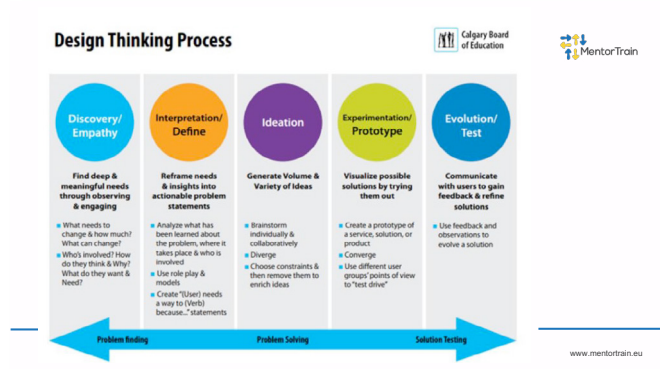 Design Thinking Process
Calgary Board
of Education
MentorTrain
Discovery/
Empathy
Find deep &
meaningful needs
through observing
& engaging
What needs to
change & how much?
What can change?
Who's involved? How
do they think & Why?
What do they want &
Need?
Interpretation/
Define
Reframe needs
& insights into
actionable problem
statements
Analyze what has
been learned about
the problem, where it
takes place & who is
involved
Use role play &
models
Create "(User) needs
a way to (Verb)
because..." statements
Ideation
Generate Volume &
Variety of Ideas
Brainstorm
individually &
collaboratively
Diverge
Choose constraints &
then remove them to
enrich ideas
Experimentation/
Prototype
Visualize possible
solutions by trying
them out
Create a prototype of
a service, solution, or
product
Converge
Use different user
groups' points of view
to "test drive"
Evolution/
Test
Communicate
with users to gain
feedback & refine
solutions
Use feedback and
observations to
evolve a solution
Problem finding
Problem Solving
Solution Testing
www.mentortrain.eu